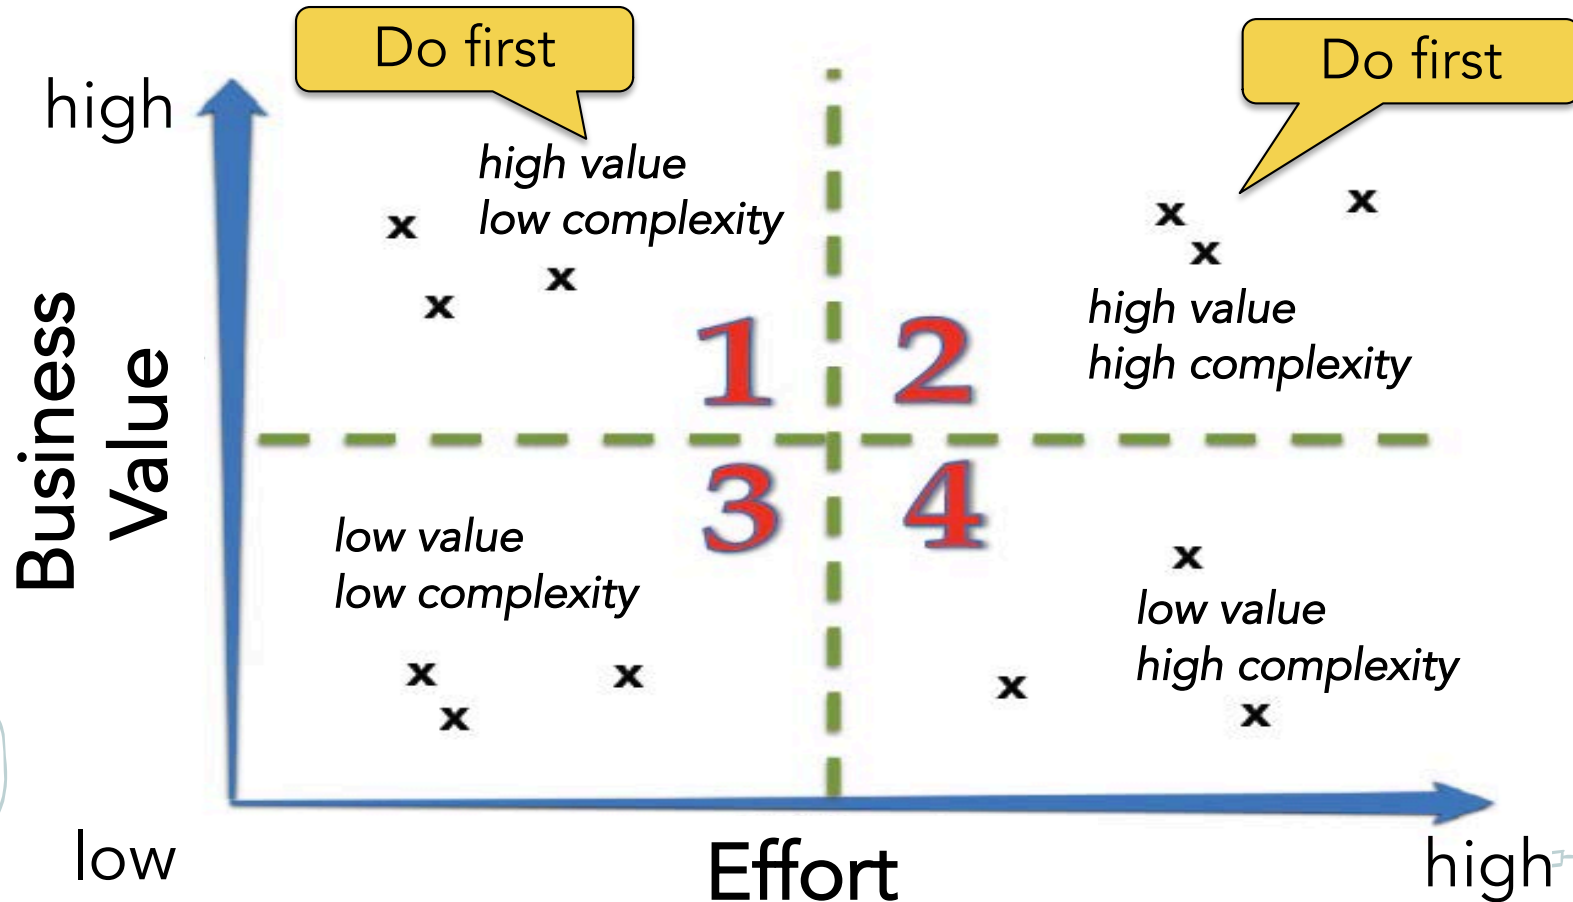 Do first
Do first
high
high value
low complexity
x
x
x
x
x
x
high value
high complexity
Business
Value
1
2
3
4
low value
low complexity
x
low value
high complexity
x
x
x
x
x
low
Effort
high